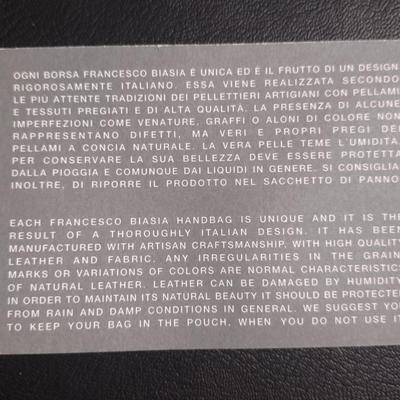 OGNI BORSA FRANCESCO BIASIA È UNICA ED È IL FRUTTO DI UN DESIGN
RIGOROSAMENTE ITALIANO. ESSA VIENE REALIZZATA SECONDO
LE PIU ATTENTE TRADIZIONI DEI PELLETTIERI ARTIGIANI CON PELLAMI
E TESSUTI PREGIATI E DI ALTA QUALITÀ. LA PRESENZA DI ALCUNE
IMPERFEZIONI COME VENATURE, GRAFFI O ALONI DI COLORE NON
RAPPRESENTANO DIFETTI, MA VERI E PROPRI PREGI DEI
PELLAMI A CONCIA NATURALE. LA VERA PELLE TEME L'UMIDITÀ.
PER CONSERVARE LA SUA BELLEZZA DEVE ESSERE PROTETTA
DALLA PIOGGIA E COMUNQUE DAI LIQUIDI IN GENERE. SI CONSIGLIA
INOLTRE, DI RIPORRE IL PRODOTTO NEL SACCHETTO DI PANNO.
EACH FRANCESCO BIASIA HANDBAG IS UNIQUE AND IT IS THE
RESULT OF A THOROUGHLY ITALIAN DESIGN. IT HAS BEEN
MANUFACTURED WITH ARTISAN CRAFTSMANSHIP, WITH HIGH QUALITY
LEATHER AND FABRIC. ANY IRREGULARITIES IN THE GRAIN,
MARKS OR VARIATIONS OF COLORS ARE NORMAL CHARACTERISTICS
OF NATURAL LEATHER. LEATHER CAN BE DAMAGED BY HUMIDITY.
IN ORDER TO MAINTAIN ITS NATURAL BEAUTY IT SHOULD BE PROTECTED
FROM RAIN AND DAMP CONDITIONS IN GENERAL. WE SUGGEST YOU
TO KEEP YOUR BAG IN THE POUCH, WHEN YOU DO NOT USE IT